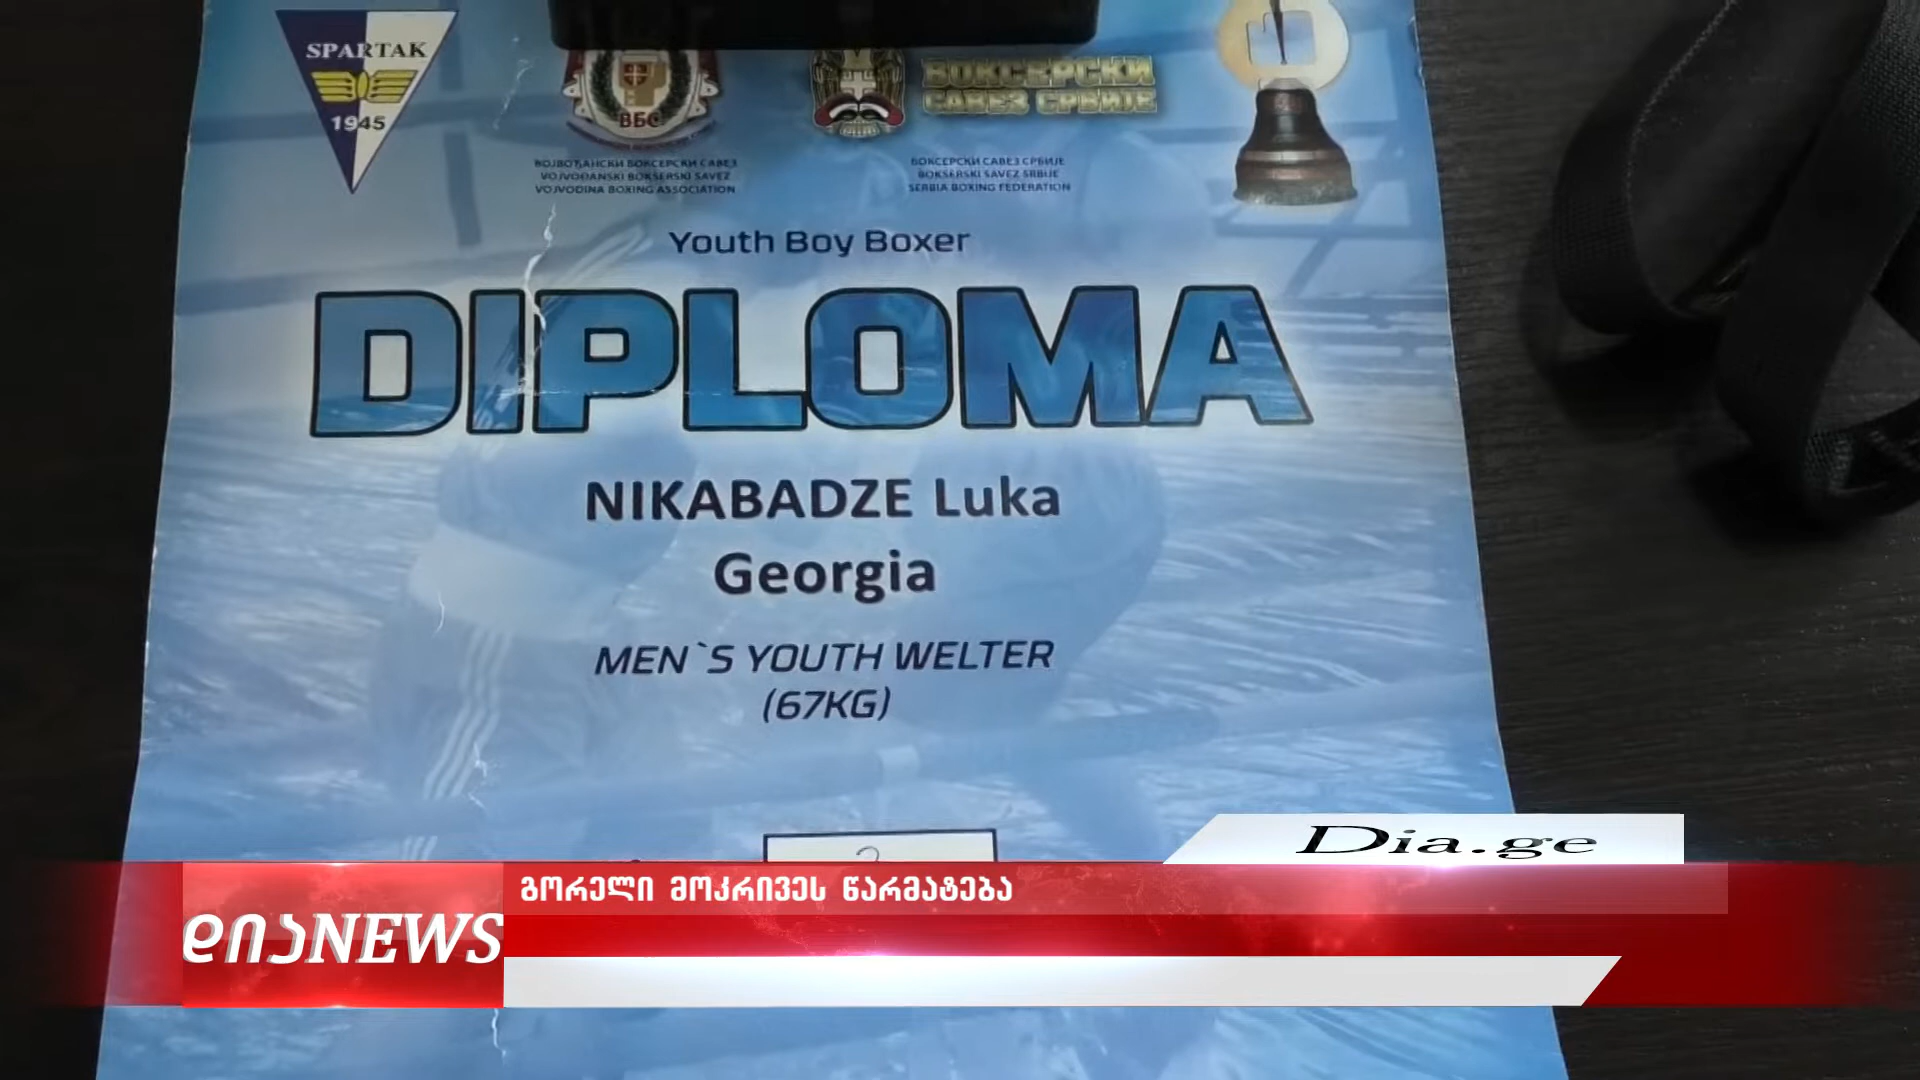 SPARTAK
1945
ВБС
БОКСЕРСКИ
САВЕЗ СРБИЈЕ
ВОЈВОЂАНСКИ БОКСЕРСКИ САВЕЗ
VOJVOĐANSKI BOKSERSKI SAVEZ
VOJVODINA BOXING ASSOCIATION
БОКСЕРСКИ САВЕЗ СРБИЈЕ
BOKSERSKI SAVEZ SRBIJE
SERBIA BOXING FEDERATION
Youth Boy Boxer
DIPLOMA
NIKABADZE Luka
Georgia
MEN`S YOUTH WELTER
(67KG)
Dia.ge
გორელი მოკრივეს წარმატება
დიაNEWS